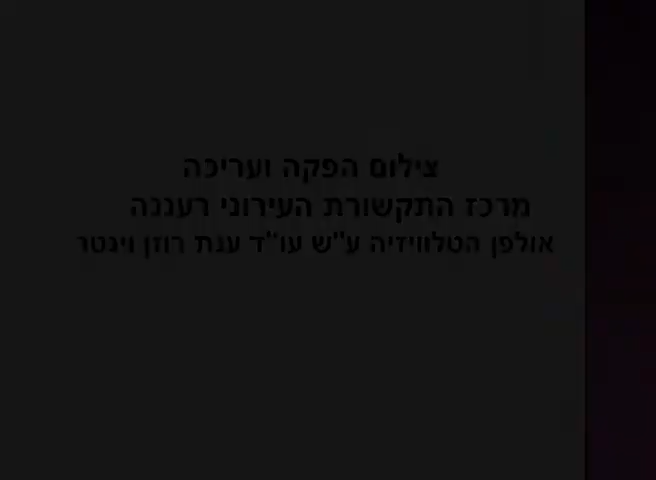 צילום הפקה ועריכה
מרכז התקשורת העירוני רעננה
אולפן הטלוויזיה ע"ש עו"ד ענת רוזן וינטר